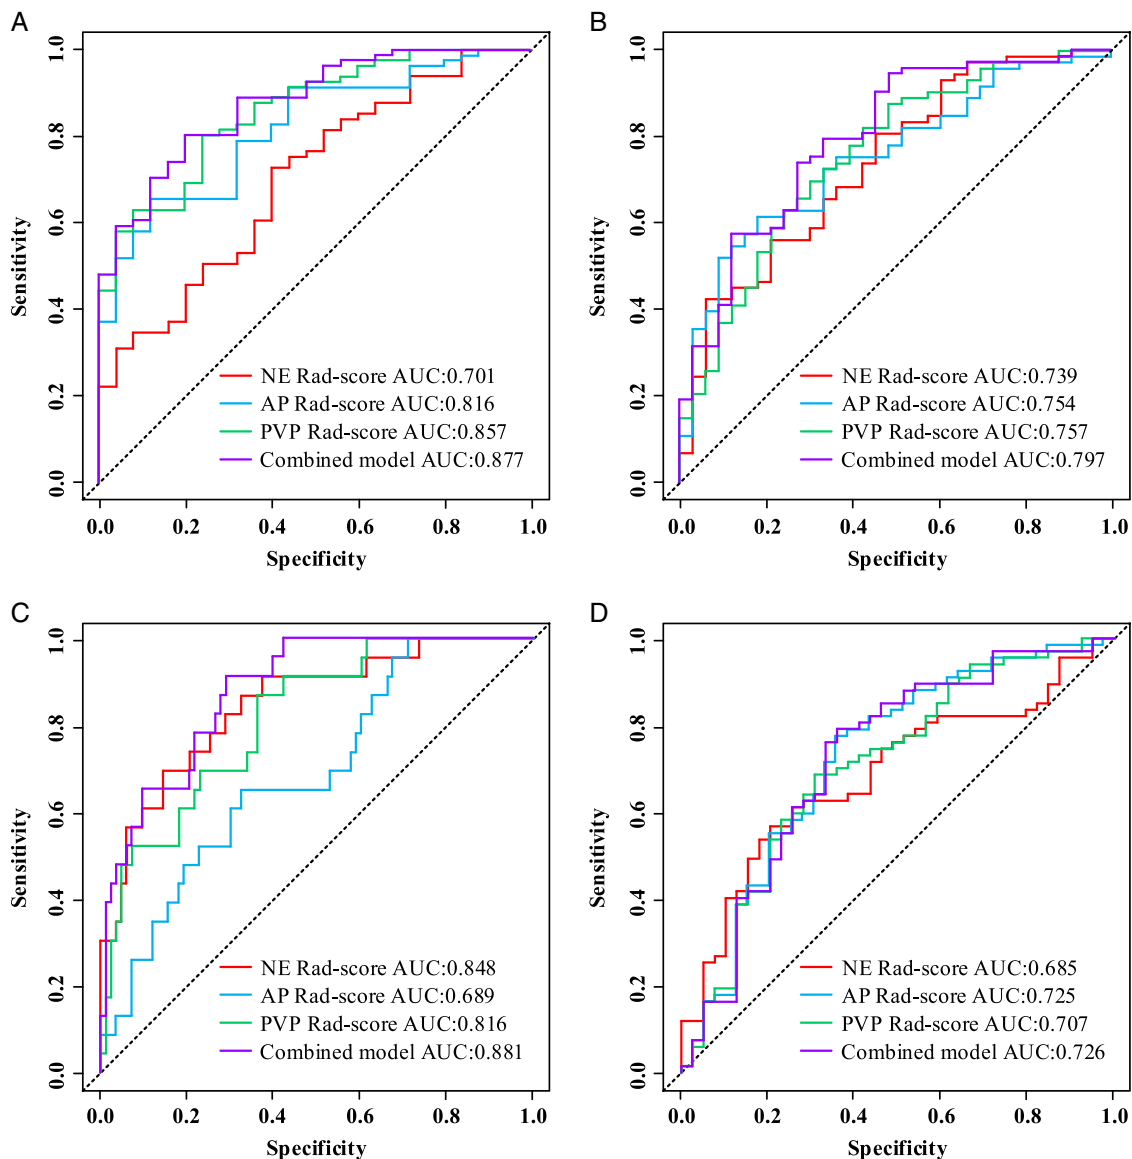 A
Sensitivity
1.0
0.8
0.6
0.4
0.2
0.0
NE Rad-score AUC:0.701
AP Rad-score AUC:0.816
PVP Rad-score AUC:0.857
Combined model AUC:0.877
0.0 0.2 0.4 0.6 0.8 1.0
Specificity
B
Sensitivity
1.0
0.8
0.6
0.4
0.2
0.0
NE Rad-score AUC:0.739
AP Rad-score AUC:0.754
PVP Rad-score AUC:0.757
Combined model AUC:0.797
0.0 0.2 0.4 0.6 0.8 1.0
Specificity
C
Sensitivity
1.0
0.8
0.6
0.4
0.2
0.0
NE Rad-score AUC:0.848
AP Rad-score AUC:0.689
PVP Rad-score AUC:0.816
Combined model AUC:0.881
0.0 0.2 0.4 0.6 0.8 1.0
Specificity
D
Sensitivity
1.0
0.8
0.6
0.4
0.2
0.0
NE Rad-score AUC:0.685
AP Rad-score AUC:0.725
PVP Rad-score AUC:0.707
Combined model AUC:0.726
0.0 0.2 0.4 0.6 0.8 1.0
Specificity